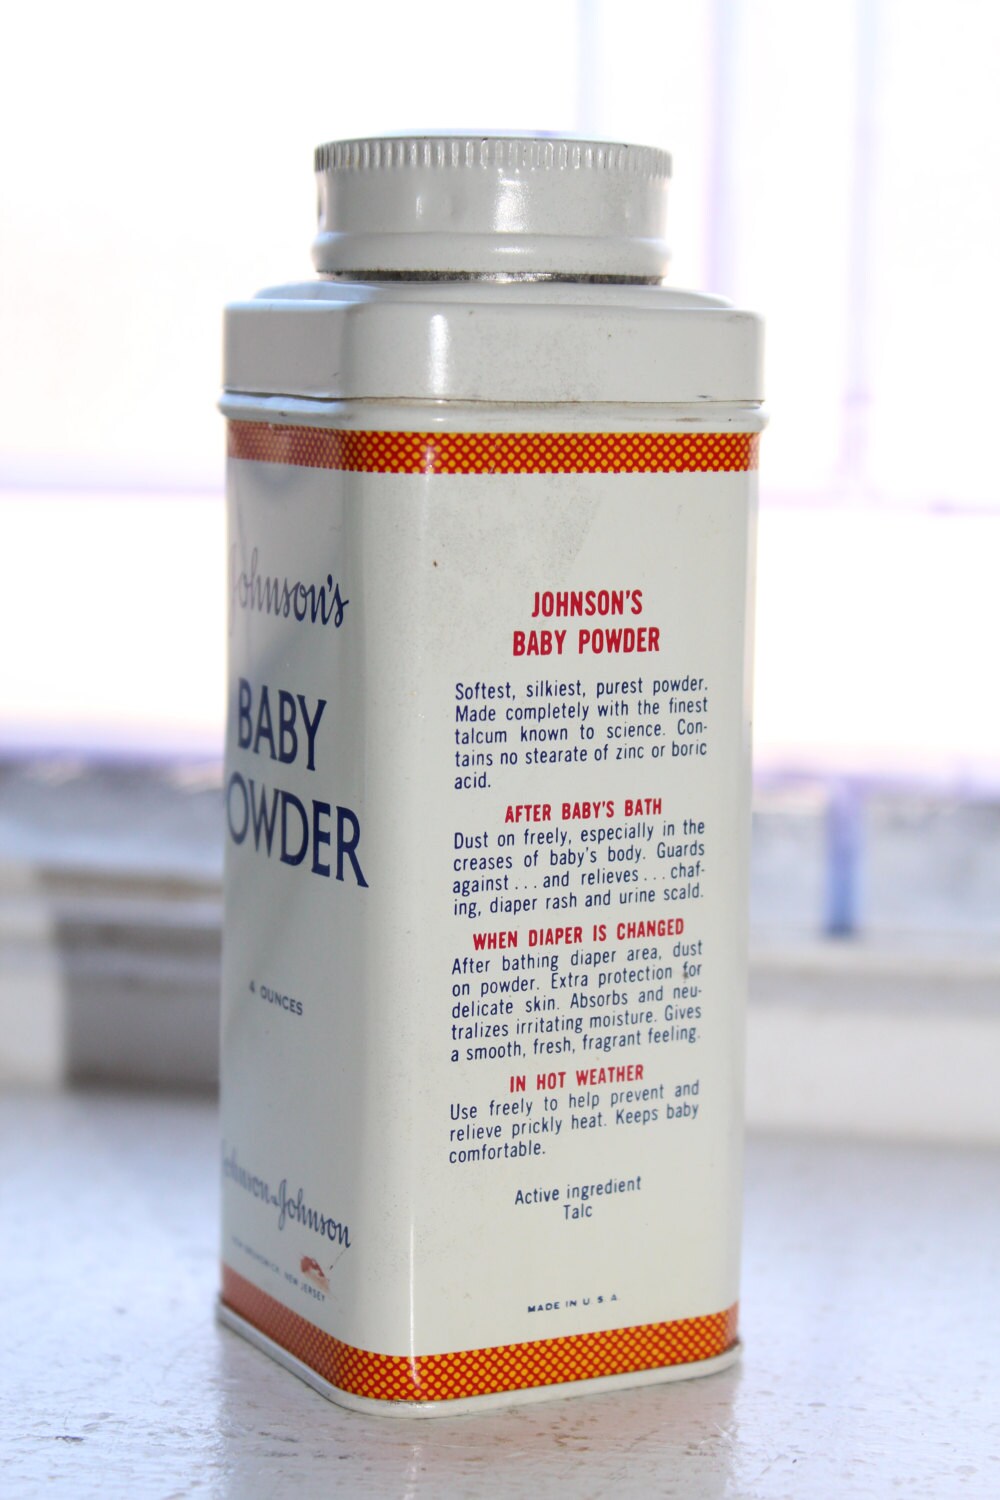 Johnson's
BABY
POWDER
4 OUNCES
Johnson & Johnson
NEW JERSEY
JOHNSON'S
BABY POWDER
Softest, silkiest, purest powder.
Made completely with the finest
talcum known to science. Con-
tains no stearate of zinc or boric
acid.
AFTER BABY'S BATH
Dust on freely, especially in the
creases of baby's body. Guards
against . . . and relieves . . . chaf-
ing, diaper rash and urine scald.
WHEN DIAPER IS CHANGED
After bathing diaper area, dust
on powder. Extra protection for
delicate skin. Absorbs and neu-
tralizes irritating moisture. Gives
a smooth, fresh, fragrant feeling.
IN HOT WEATHER
Use freely to help prevent and
relieve prickly heat. Keeps baby
comfortable.
Active ingredient
Talc
MADE IN U. S. A.